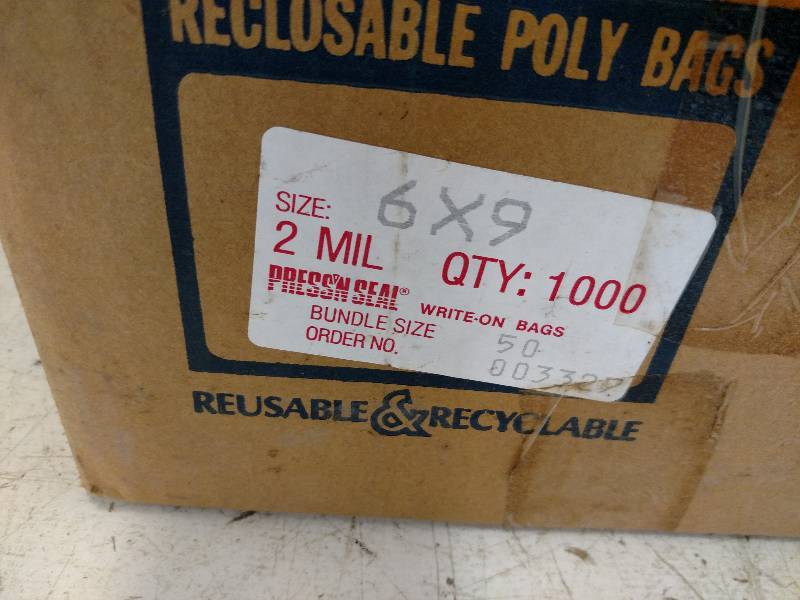 RECLOSABLE POLY BAGS
SIZE: 6X9
2 MIL QTY: 1000
PRESS'N SEAL® WRITE-ON BAGS
BUNDLE SIZE 50
ORDER NO.
REUSABLE & RECYCLABLE